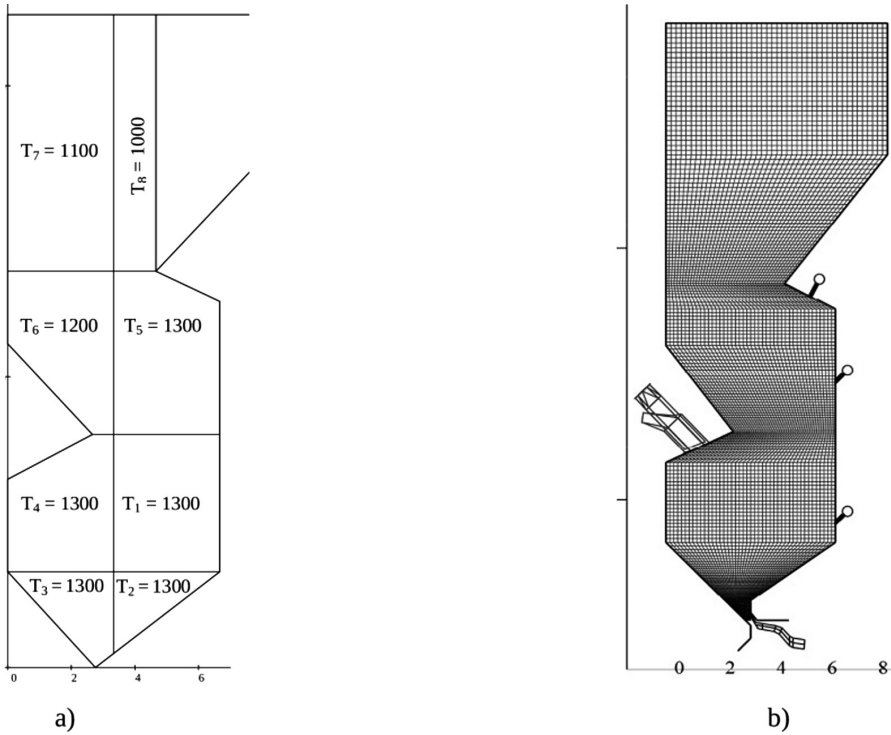 T₇ = 1100
T₈ = 1000
T₆ = 1200
T₅ = 1300
T₄ = 1300
T₁ = 1300
T₃ = 1300
T₂ = 1300
0 2 4 6
0 2 4 6 8
a)
b)